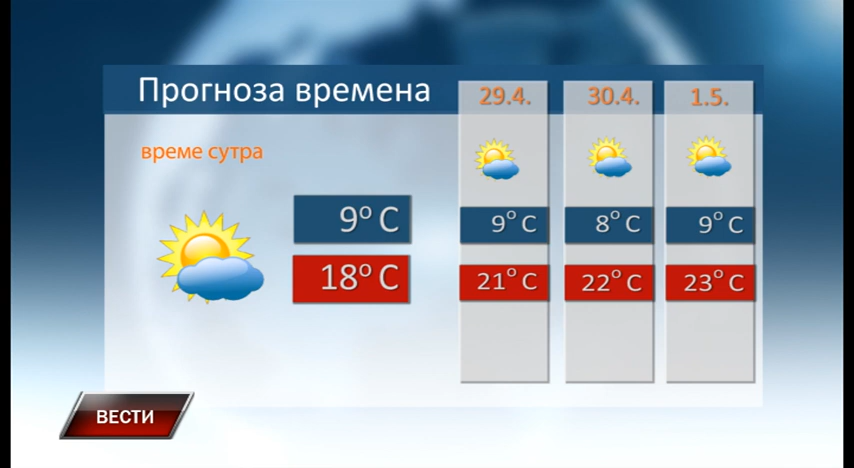 Прогноза времена
време сутра
9° C
18° C
29.4.
9° C
21° C
30.4.
8° C
22° C
1.5.
9° C
23° C
ВЕСТИ